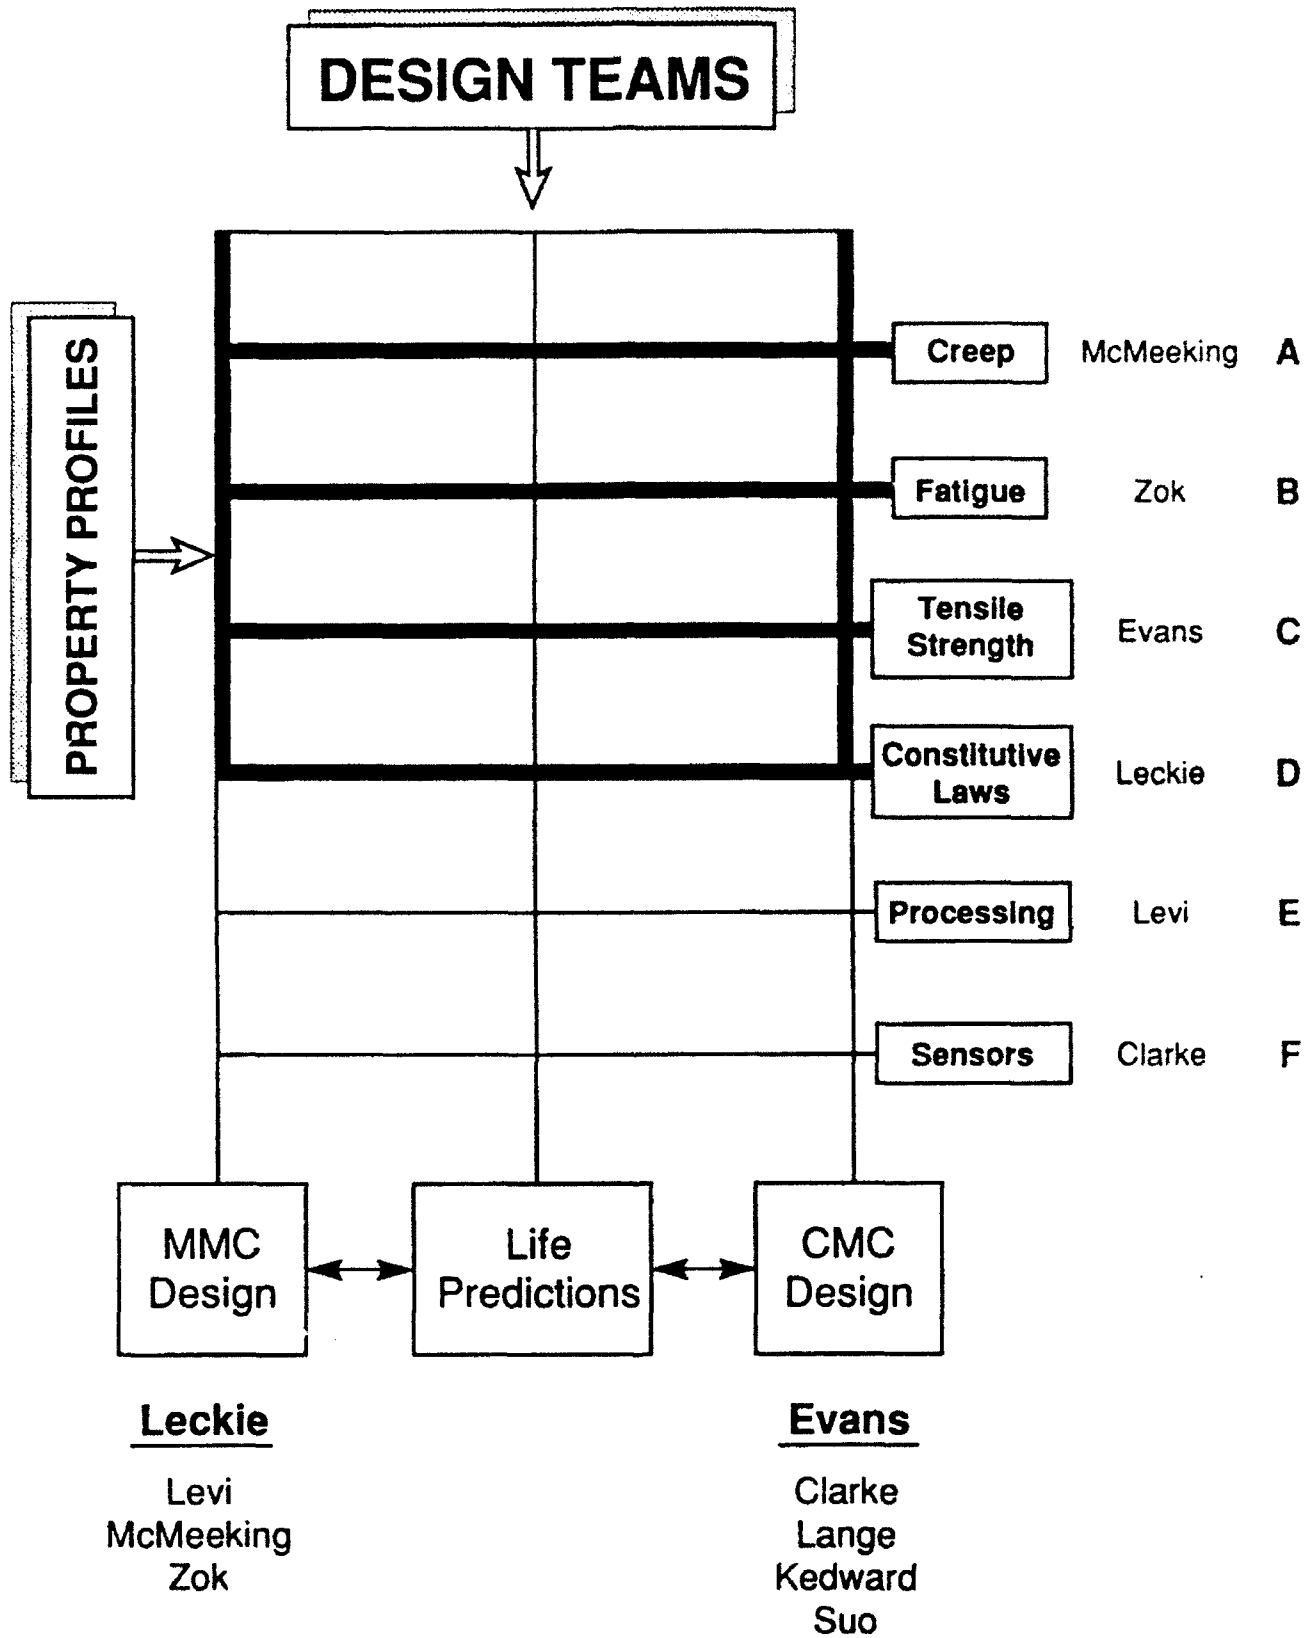 DESIGN TEAMS
PROPERTY PROFILES
Creep McMeeking A
Fatigue Zok B
Tensile
Strength
Evans C
Constitutive
Laws
Leckie D
Processing Levi E
Sensors Clarke F
MMC
Design
Life
Predictions
CMC
Design
Leckie
Levi
McMeeking
Zok
Evans
Clarke
Lange
Kedward
Suo